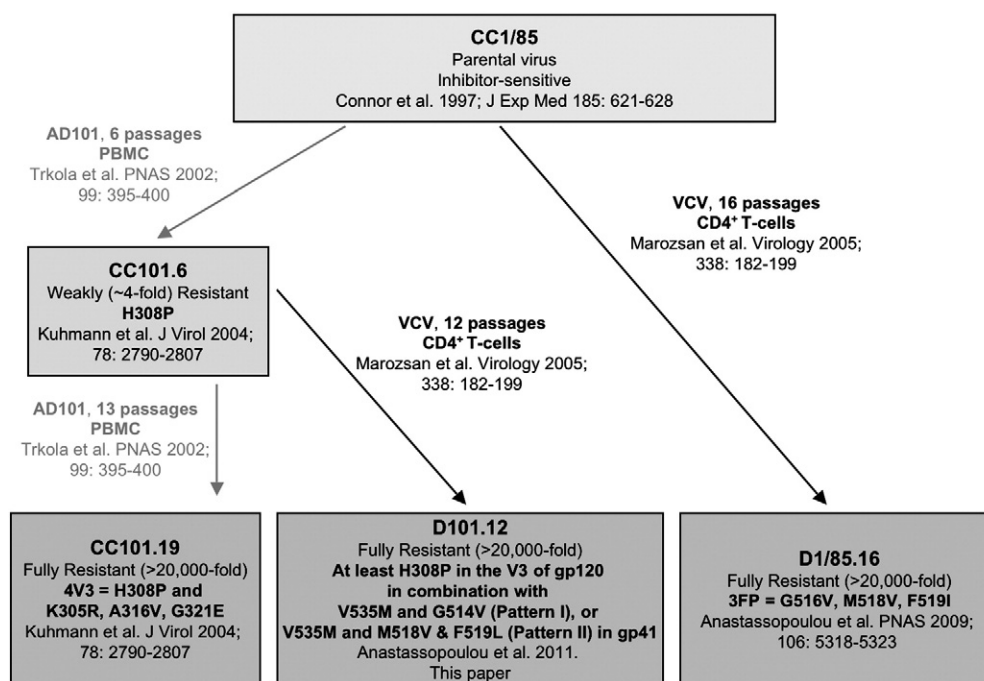 CC1/85
Parental virus
Inhibitor-sensitive
Connor et al. 1997; J Exp Med 185: 621-628
AD101, 6 passages
PBMC
Trkola et al. PNAS 2002;
99: 395-400
VCV, 16 passages
CD4⁺ T-cells
Marozsan et al. Virology 2005;
338: 182-199
CC101.6
Weakly (~4-fold) Resistant
H308P
Kuhmann et al. J Virol 2004;
78: 2790-2807
VCV, 12 passages
CD4⁺ T-cells
Marozsan et al. Virology 2005;
338: 182-199
AD101, 13 passages
PBMC
Trkola et al. PNAS 2002;
99: 395-400
CC101.19
Fully Resistant (>20,000-fold)
4V3 = H308P and
K305R, A316V, G321E
Kuhmann et al. J Virol 2004;
78: 2790-2807
D101.12
Fully Resistant (>20,000-fold)
At least H308P in the V3 of gp120
in combination with
V535M and G514V (Pattern I), or
V535M and M518V & F519L (Pattern II) in gp41
Anastassopoulou et al. 2011.
This paper
D1/85.16
Fully Resistant (>20,000-fold)
3FP = G516V, M518V, F519I
Anastassopoulou et al. PNAS 2009;
106: 5318-5323